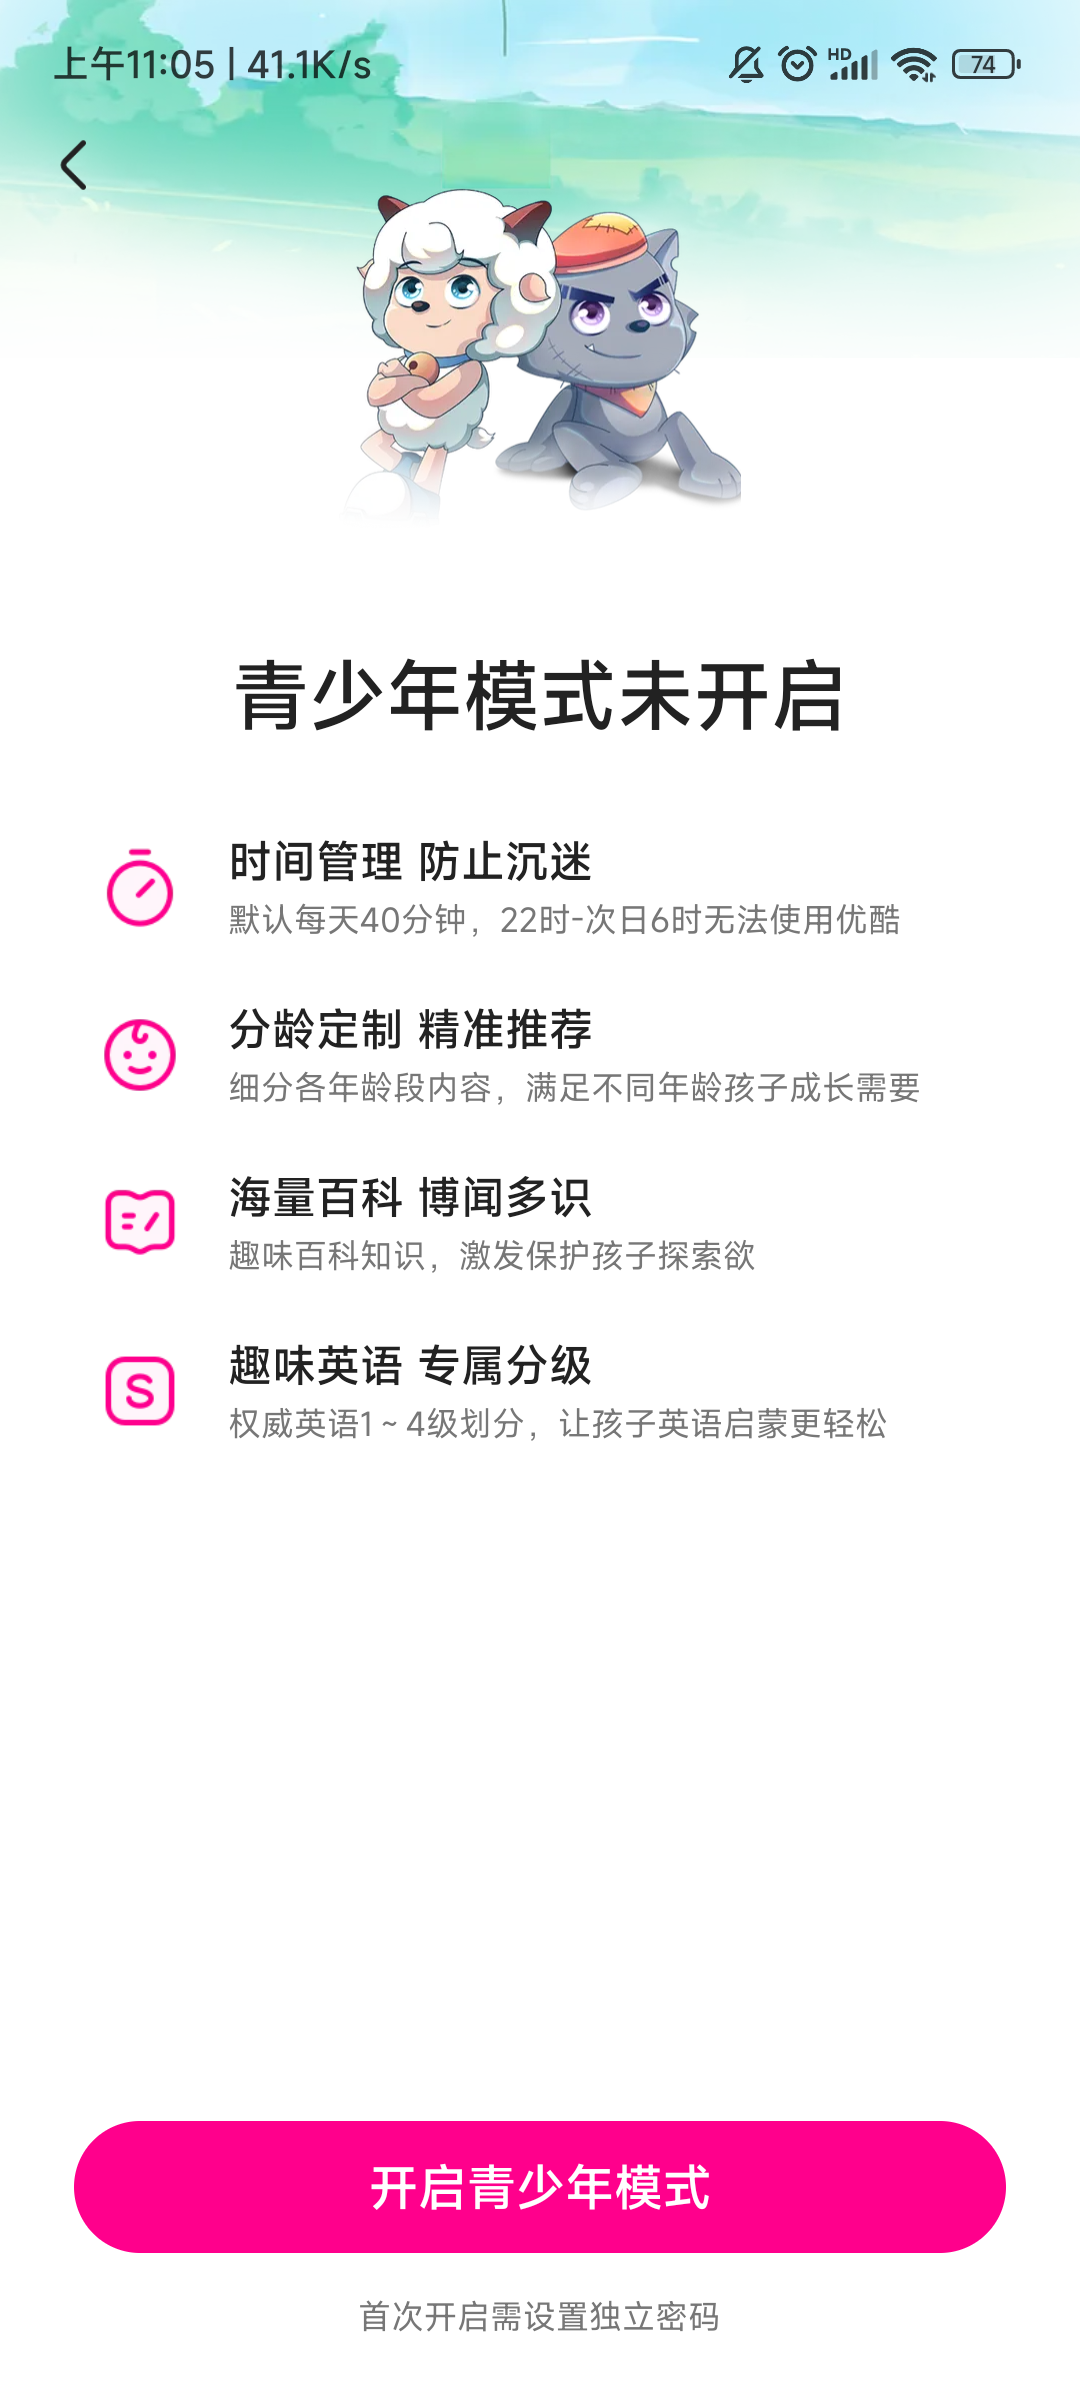 上午11:05 | 41.1K/s
HD
74
青少年模式未开启
时间管理 防止沉迷
默认每天40分钟，22时-次日6时无法使用优酷
分龄定制 精准推荐
细分各年龄段内容，满足不同年龄孩子成长需要
海量百科 博闻多识
趣味百科知识，激发保护孩子探索欲
S
趣味英语 专属分级
权威英语1 ~ 4级划分，让孩子英语启蒙更轻松
开启青少年模式
首次开启需设置独立密码